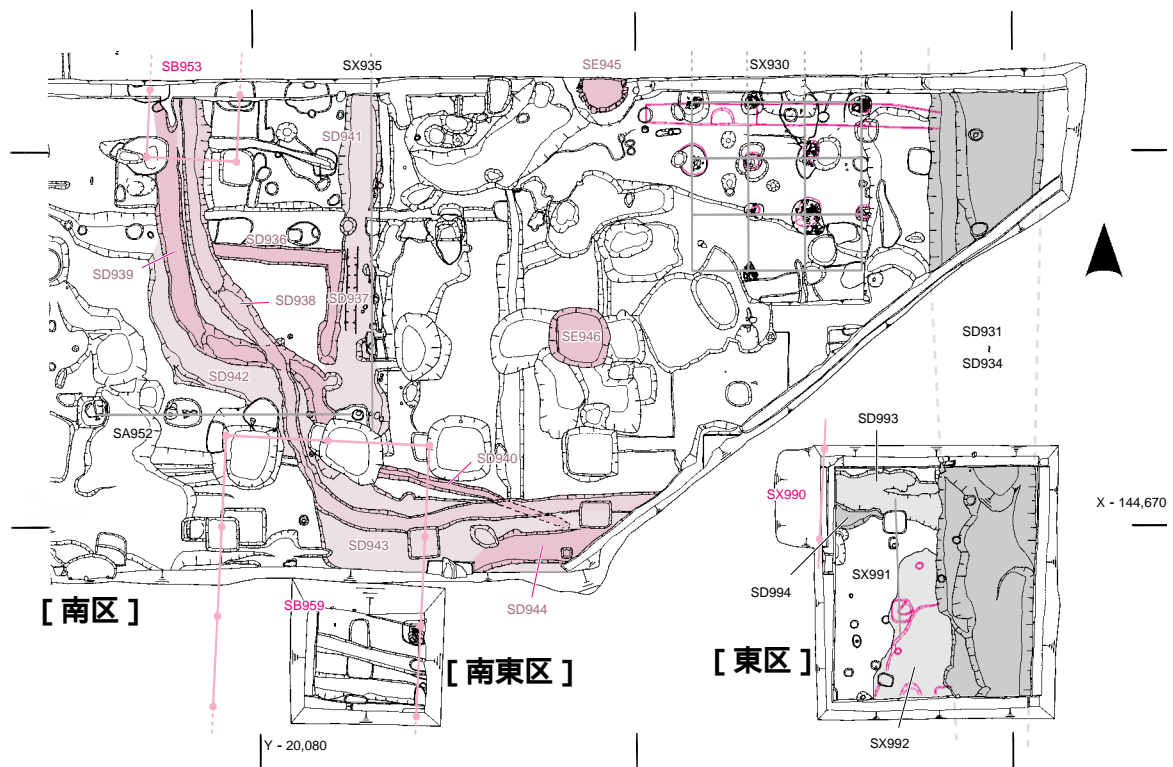 SB953
SX935
SE945
SX930
SD941
SD936
SD939
SD938
SD937
SE946
SD931
~
SD934
SD942
SA952
SD993
SD940
SX990
X - 144,670
SD943
SX991
SD994
SB959
SD944
[ 南区 ]
[ 南東区 ]
[ 東区 ]
Y - 20,080
SX992